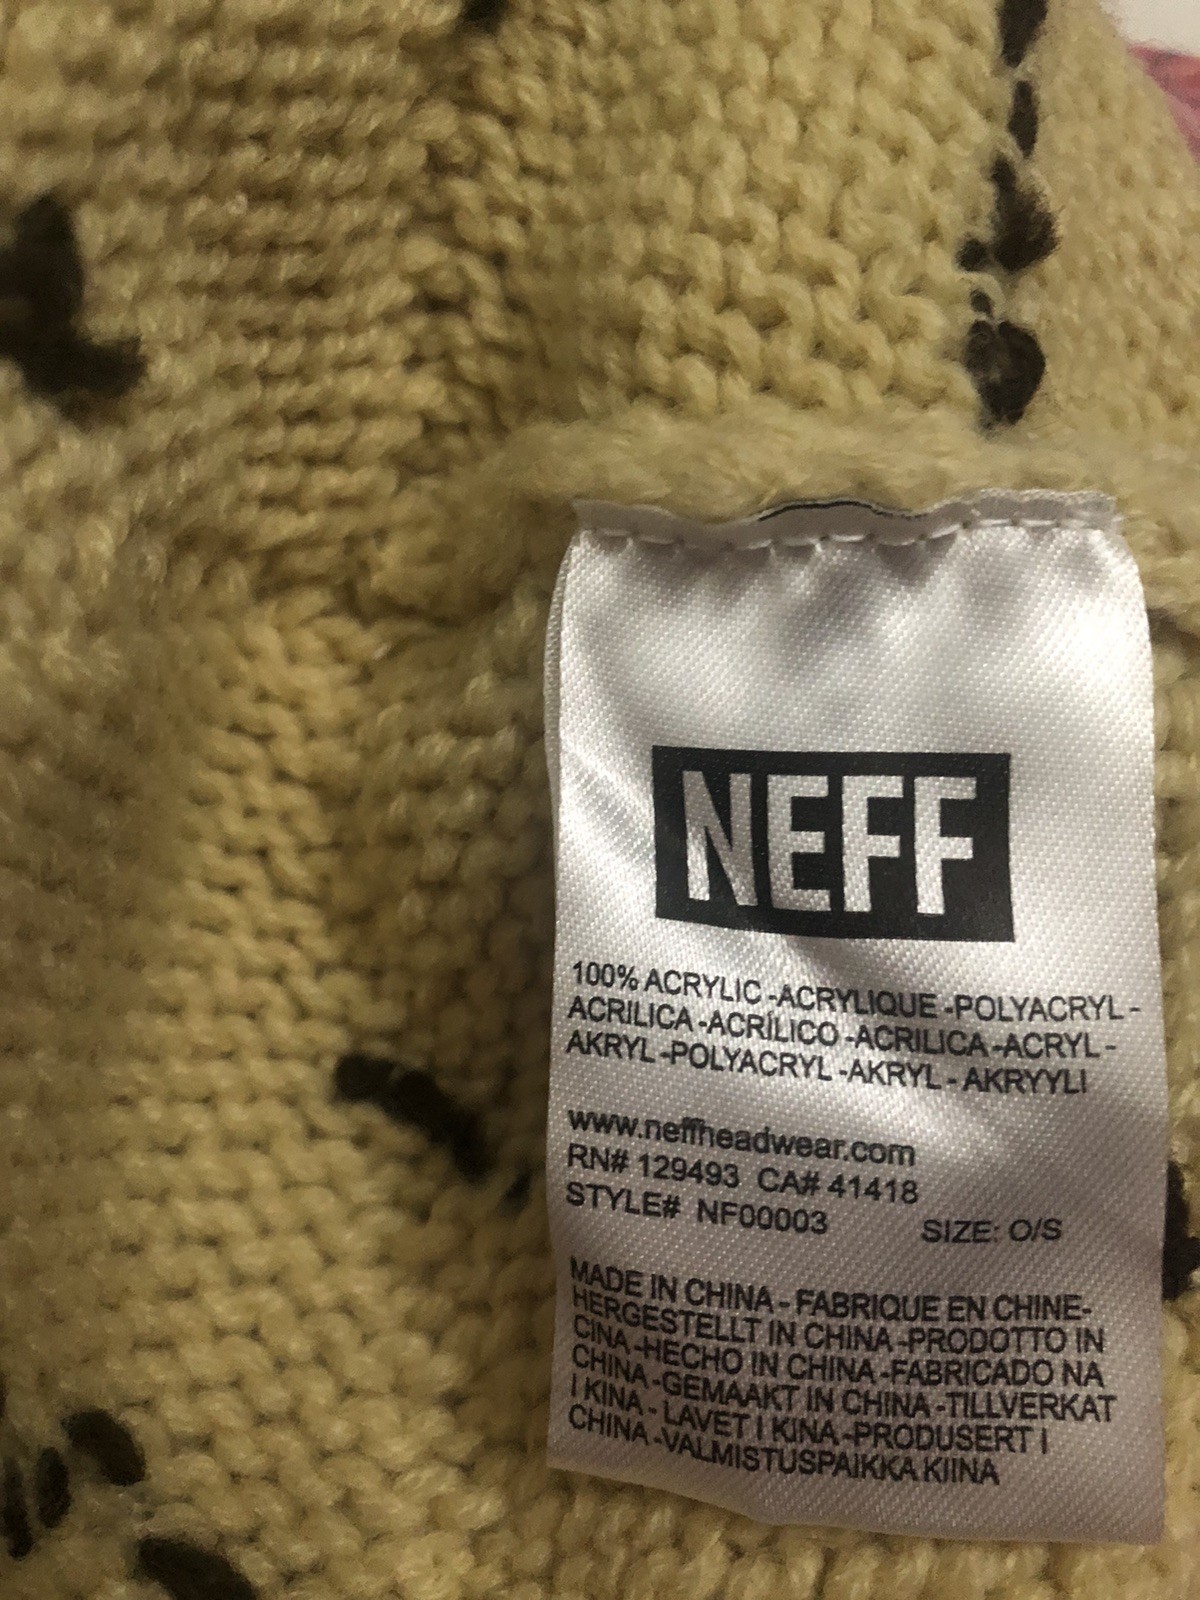 NEFF
100% ACRYLIC -ACRYLIQUE -POLYACRYL -
ACRILICA -ACRÍLICO -ACRILICA -ACRYL -
AKRYL -POLYACRYL -AKRYL - AKRYYLI
www.neffheadwear.com
RN# 129493 CA# 41418
STYLE# NF00003 SIZE: O/S
MADE IN CHINA - FABRIQUE EN CHINE-
HERGESTELLT IN CHINA -PRODOTTO IN
CINA -HECHO IN CHINA -FABRICADO NA
CHINA -GEMAAKT IN CHINA -TILLVERKAT
I KINA - LAVET I KINA -PRODUSERT I
CHINA -VALMISTUSPAIKKA KIINA